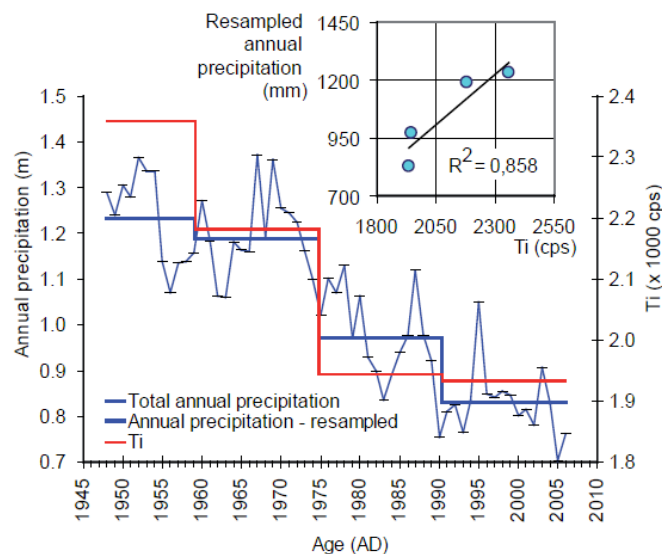 Resampled
annual
precipitation
(mm)
1450
1200
950
700
R2 = 0,858
1800 2050 2300 2550
Ti (cps)
Annual precipitation (m)
1.5
1.4
1.3
1.2
1.1
1.0
0.9
0.8
0.7
2.4
2.3
2.2
2.1
2.0
1.9
1.8
Ti (x 1000 cps)
Total annual precipitation
Annual precipitation - resampled
Ti
1945 1950 1955 1960 1965 1970 1975 1980 1985 1990 1995 2000 2005 2010
Age (AD)